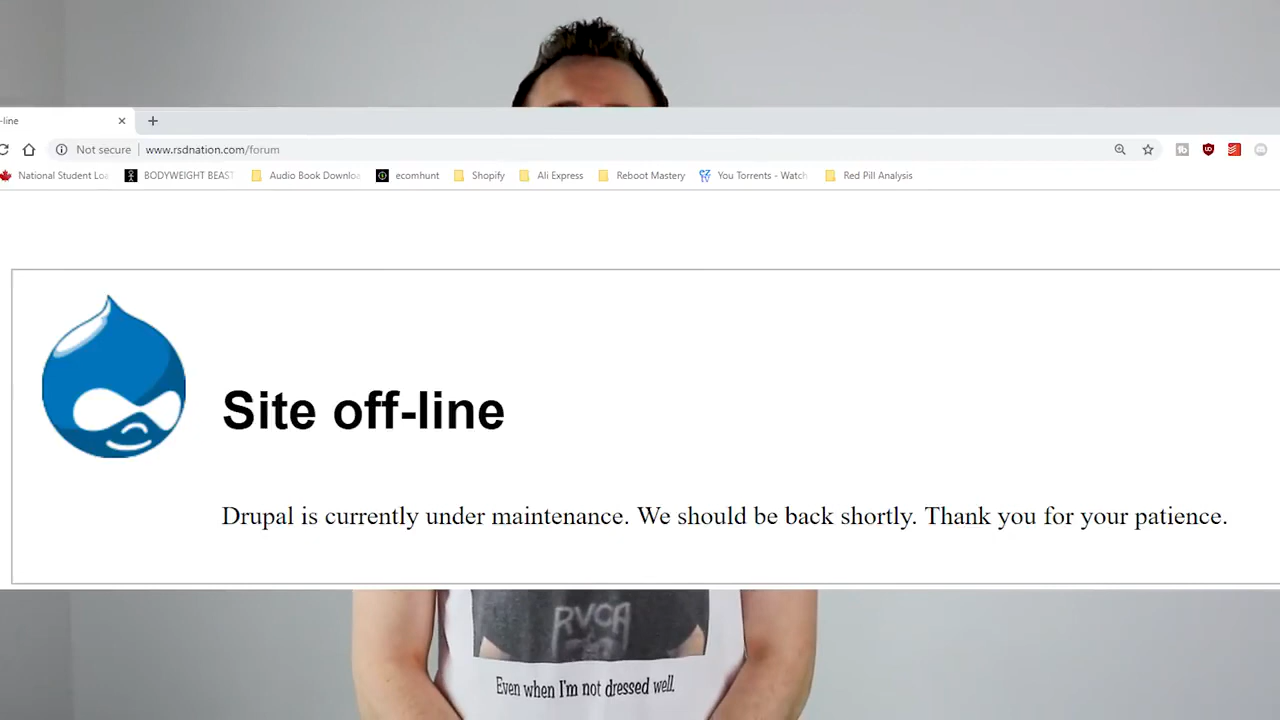 -line
Not secure www.rsdnation.com/forum
National Student Loa BODYWEIGHT BEAST Audio Book Downloa ecomhunt Shopify Ali Express Reboot Mastery You Torrents - Watch Red Pill Analysis
Site off-line
Drupal is currently under maintenance. We should be back shortly. Thank you for your patience.
RVCA
Even when I'm not dressed well.